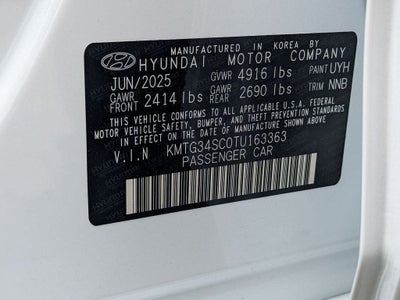 MANUFACTURED IN KOREA BY
HYUNDAI MOTOR COMPANY
JUN/2025 GVWR 4916 lbs PAINT UYH
GAWR FRONT 2414 lbs GAWR REAR 2690 lbs TRIM NNB
THIS VEHICLE CONFORMS TO ALL APPLICABLE FEDERAL
MOTOR VEHICLE SAFETY, BUMPER, AND THEFT PREVENTION
STANDARDS IN EFFECT ON THE DATE OF MANUFACTURE
SHOWN ABOVE.
V.I.N KMTG34SC0TU163363
PASSENGER CAR